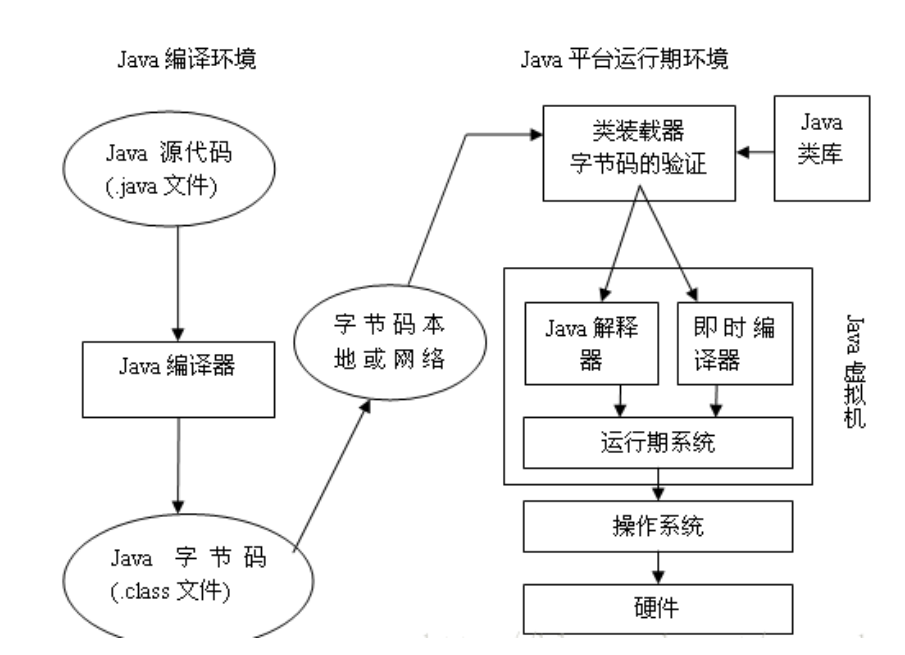 Java 编译环境
Java 源代码
(.java 文件)
Java 编译器
Java 字节码
(.class 文件)
字节码本
地或网络
Java 平台运行期环境
类装载器
字节码的验证
Java
类库
Java 解释
器
即时编
译器
运行期系统
Java 虚拟机
操作系统
硬件